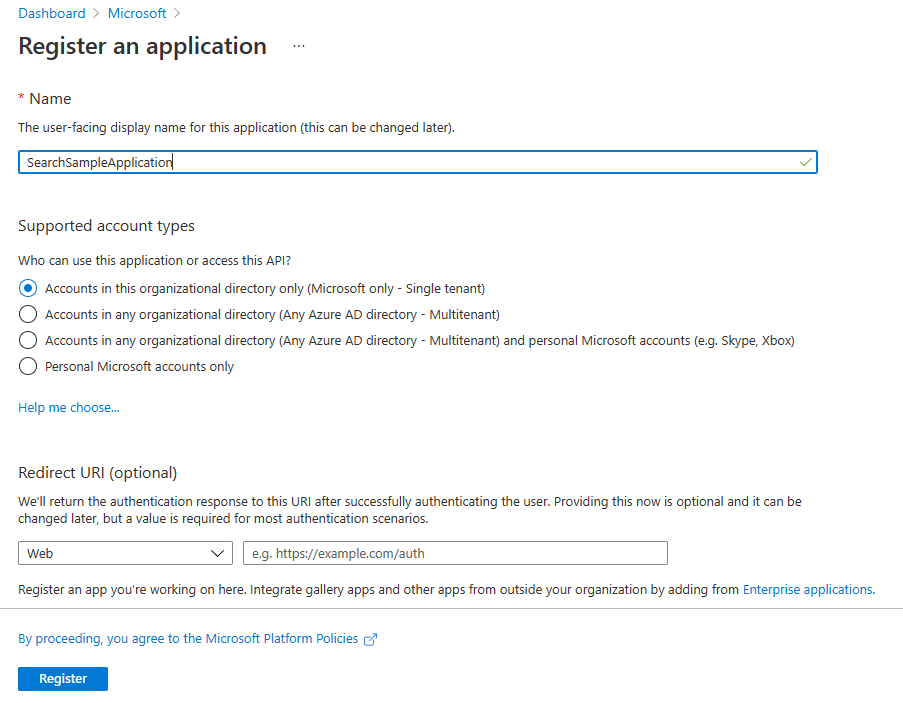 Dashboard > Microsoft >
Register an application ...
* Name
The user-facing display name for this application (this can be changed later).
SearchSampleApplication
Supported account types
Who can use this application or access this API?
Accounts in this organizational directory only (Microsoft only - Single tenant)
Accounts in any organizational directory (Any Azure AD directory - Multitenant)
Accounts in any organizational directory (Any Azure AD directory - Multitenant) and personal Microsoft accounts (e.g. Skype, Xbox)
Personal Microsoft accounts only
Help me choose...
Redirect URI (optional)
We'll return the authentication response to this URI after successfully authenticating the user. Providing this now is optional and it can be
changed later, but a value is required for most authentication scenarios.
Web
e.g. https://example.com/auth
Register an app you're working on here. Integrate gallery apps and other apps from outside your organization by adding from Enterprise applications.
By proceeding, you agree to the Microsoft Platform Policies
Register